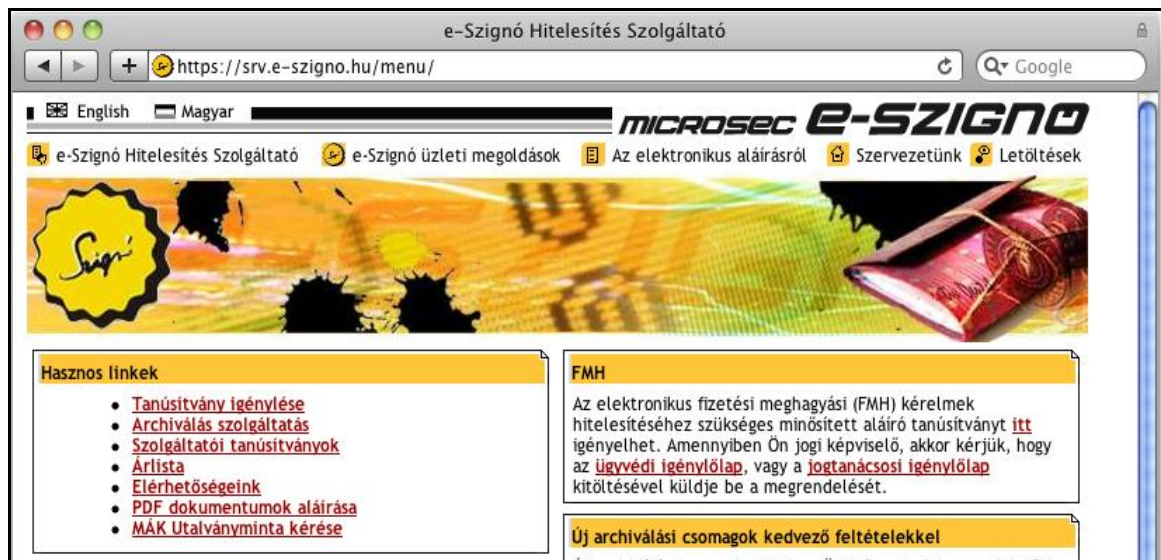 e-Szignó Hitelesítés Szolgáltató
https://srv.e-szigno.hu/menu/
Google
English Magyar
microsec e-SZIGNO
e-Szignó Hitelesítés Szolgáltató e-Szignó üzleti megoldások Az elektronikus aláírásról Szervezetünk Letöltések
Szignó
Hasznos linkek
Tanúsítvány igénylése
Archiválás szolgáltatás
Szolgáltatói tanúsítványok
Árlista
Elérhetőségeink
PDF dokumentumok aláírása
MÁK Utalványminta kérése
FMH
Az elektronikus fizetési meghagyási (FMH) kérelmek
hitelesítéséhez szükséges minősített aláíró tanúsítványt itt
igényelhet. Amennyiben Ön jogi képviselő, akkor kérjük, hogy
az ügyvédi igénylőlap, vagy a jogtanácsosi igénylőlap
kitöltésével küldje be a megrendelését.
Új archiválási csomagok kedvező feltételekkel